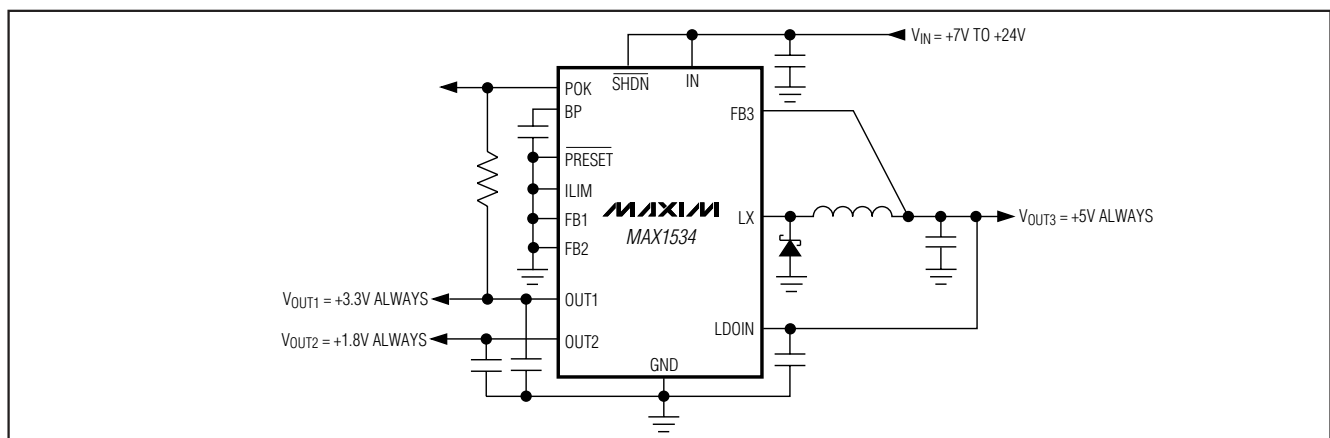 V_IN = +7V TO +24V
SHDN
IN
POK
BP
FB3
PRESET
ILIM
MAXIM
LX
V_OUT3 = +5V ALWAYS
FB1
MAX1534
FB2
V_OUT1 = +3.3V ALWAYS
OUT1
LDOIN
V_OUT2 = +1.8V ALWAYS
OUT2
GND